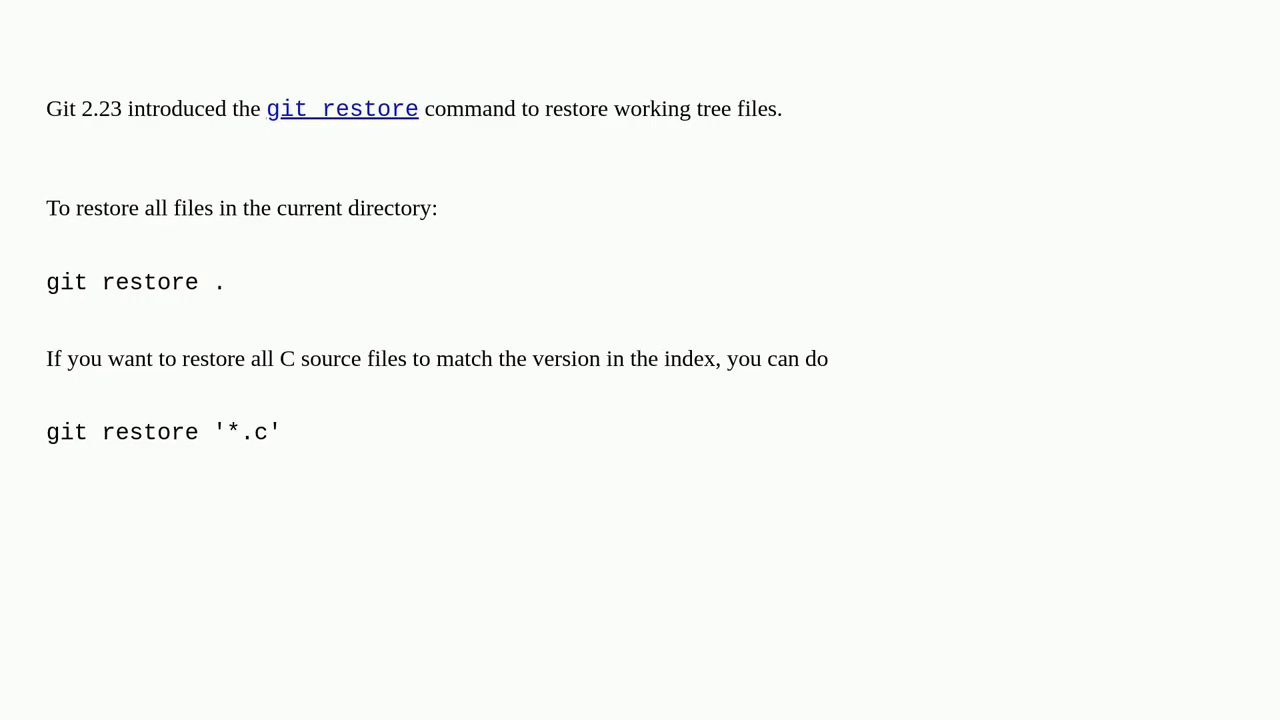 Git 2.23 introduced the git restore command to restore working tree files.
To restore all files in the current directory:
git restore .
If you want to restore all C source files to match the version in the index, you can do
git restore '*.c'